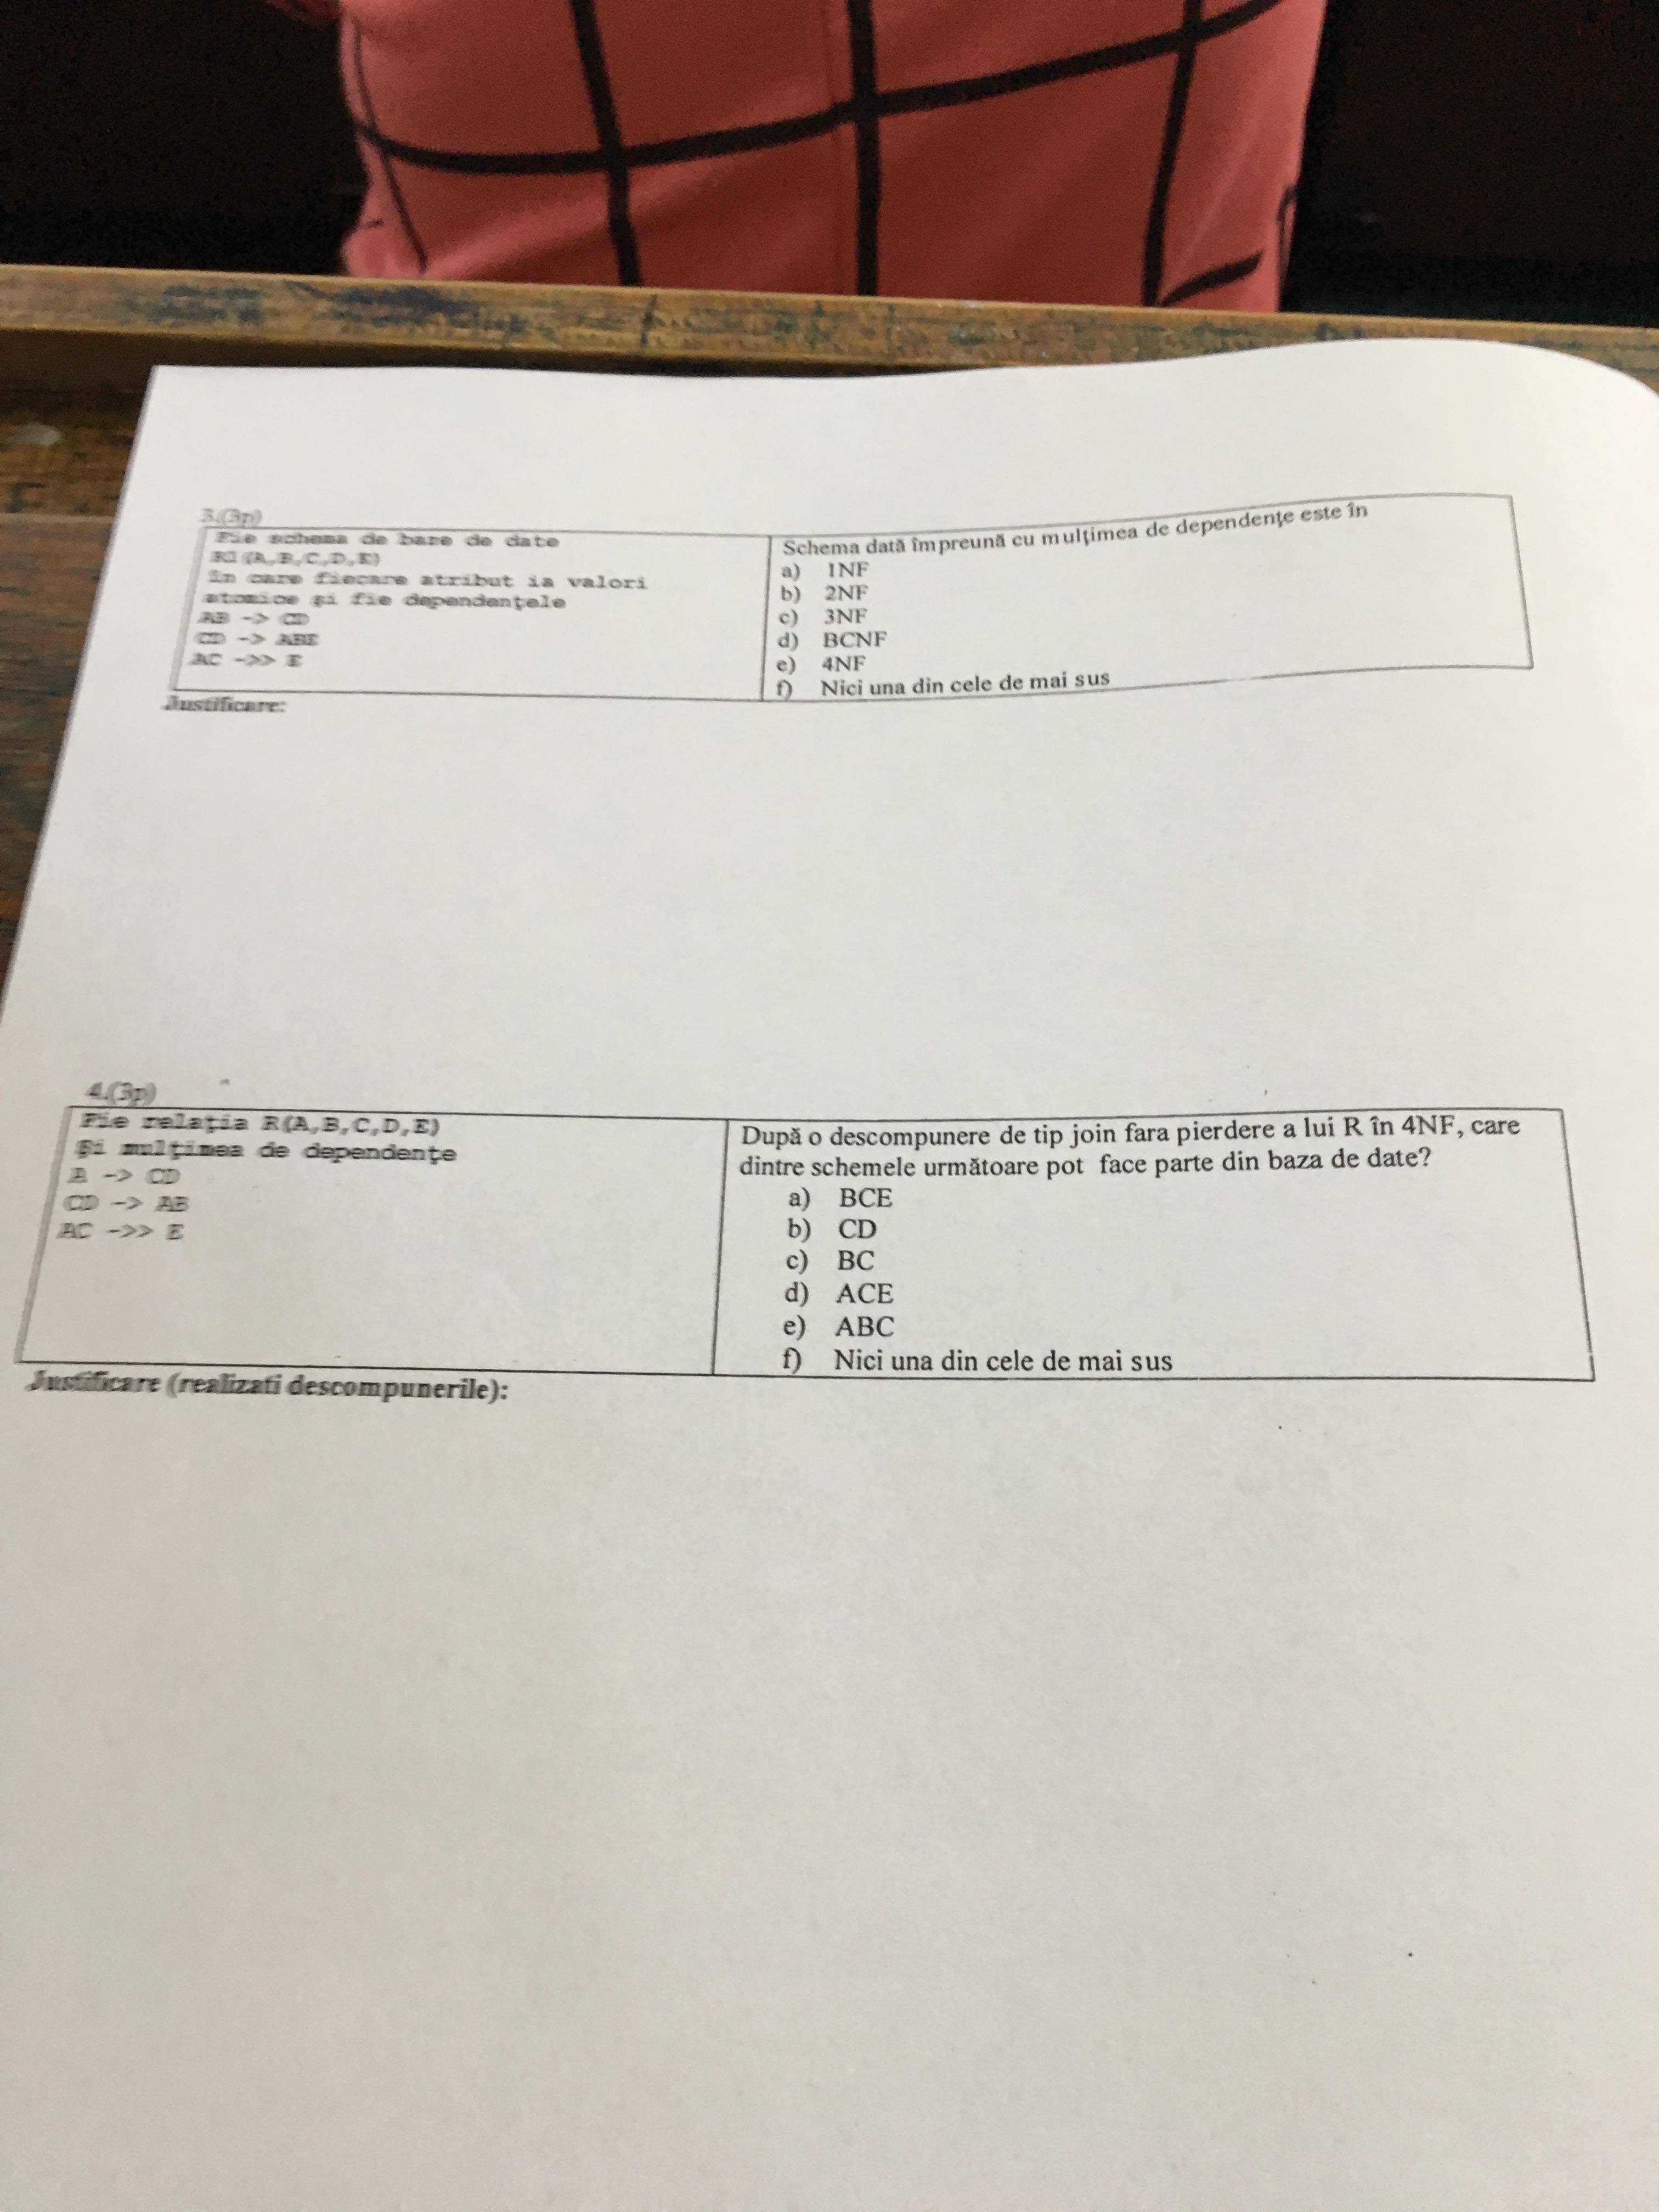 3.(3p)
Fie schema de baze de date
R1(A,B,C,D,E)
în care fiecare atribut ia valori
atomice şi fie dependenţele
AB -> CD
CD -> ABE
AC ->> E
Schema dată împreună cu mulţimea de dependenţe este în
a) 1NF
b) 2NF
c) 3NF
d) BCNF
e) 4NF
f) Nici una din cele de mai sus
Justificare:
4.(3p)
Fie relaţia R(A,B,C,D,E)
Şi mulţimea de dependenţe
A -> CD
CD -> AB
AC ->> E
După o descompunere de tip join fara pierdere a lui R în 4NF, care
dintre schemele următoare pot face parte din baza de date?
a) BCE
b) CD
c) BC
d) ACE
e) ABC
f) Nici una din cele de mai sus
Justificare (realizati descompunerile):